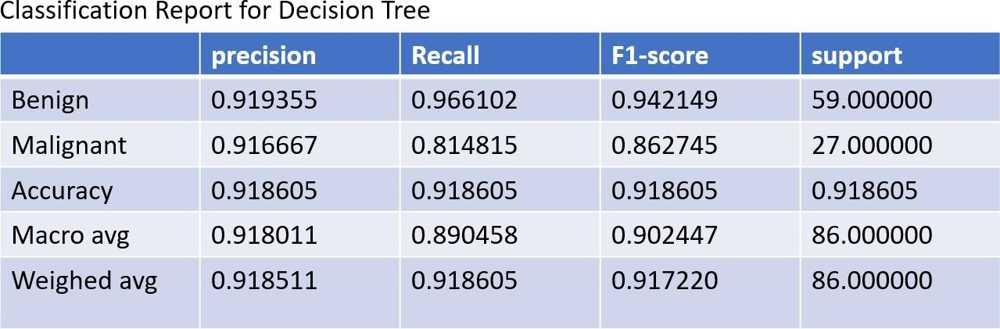 Classification Report for Decision Tree
precision Recall F1-score support
Benign 0.919355 0.966102 0.942149 59.000000
Malignant 0.916667 0.814815 0.862745 27.000000
Accuracy 0.918605 0.918605 0.918605 0.918605
Macro avg 0.918011 0.890458 0.902447 86.000000
Weighed avg 0.918511 0.918605 0.917220 86.000000